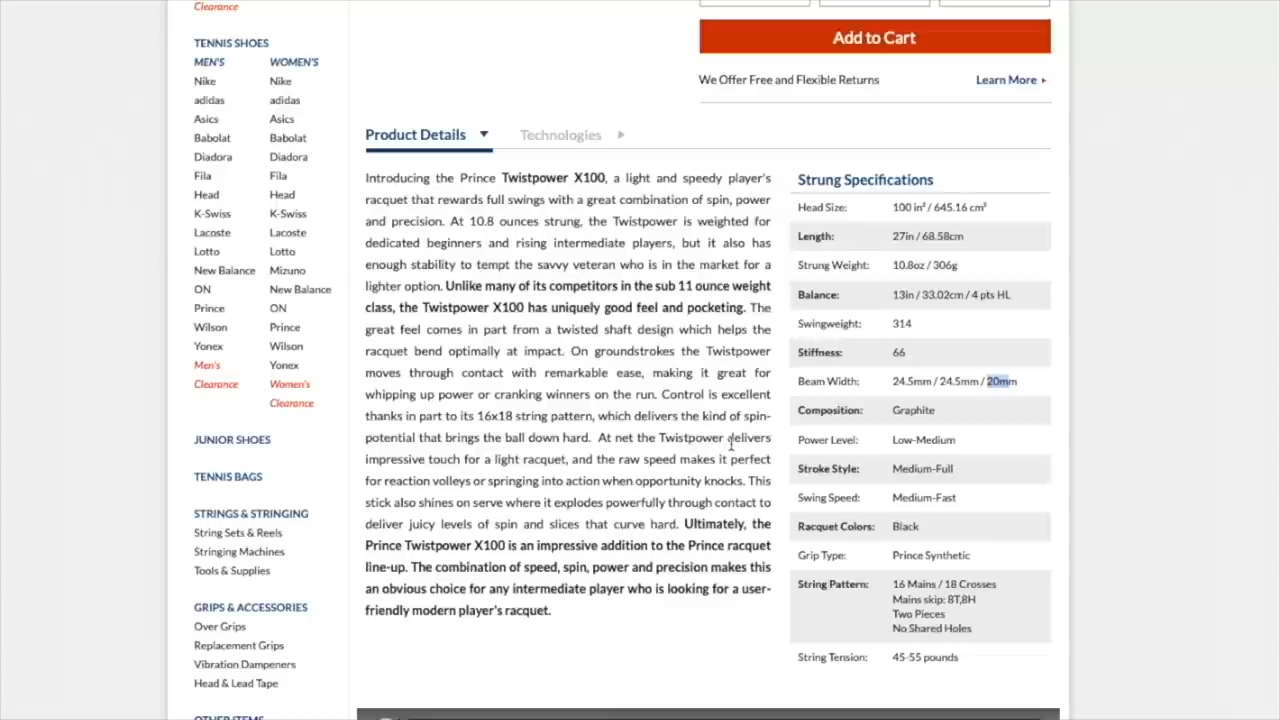 Clearance
TENNIS SHOES
MEN'S
Nike
adidas
Asics
Babolat
Diadora
Fila
Head
K-Swiss
Lacoste
Lotto
New Balance
ON
Prince
Wilson
Yonex
Men's
Clearance
WOMEN'S
Nike
adidas
Asics
Babolat
Diadora
Fila
Head
K-Swiss
Lacoste
Lotto
Mizuno
New Balance
ON
Prince
Wilson
Yonex
Women's
Clearance
JUNIOR SHOES
TENNIS BAGS
STRINGS & STRINGING
String Sets & Reels
Stringing Machines
Tools & Supplies
GRIPS & ACCESSORIES
Over Grips
Replacement Grips
Vibration Dampeners
Head & Lead Tape
OTHER ITEMS
Add to Cart
We Offer Free and Flexible Returns
Learn More
Product Details
Technologies
Introducing the Prince Twistpower X100, a light and speedy player's
racquet that rewards full swings with a great combination of spin, power
and precision. At 10.8 ounces strung, the Twistpower is weighted for
dedicated beginners and rising intermediate players, but it also has
enough stability to tempt the savvy veteran who is in the market for a
lighter option. Unlike many of its competitors in the sub 11 ounce weight
class, the Twistpower X100 has uniquely good feel and pocketing. The
great feel comes in part from a twisted shaft design which helps the
racquet bend optimally at impact. On groundstrokes the Twistpower
moves through contact with remarkable ease, making it great for
whipping up power or cranking winners on the run. Control is excellent
thanks in part to its 16x18 string pattern, which delivers the kind of spin-
potential that brings the ball down hard. At net the Twistpower delivers
impressive touch for a light racquet, and the raw speed makes it perfect
for reaction volleys or springing into action when opportunity knocks. This
stick also shines on serve where it explodes powerfully through contact to
deliver juicy levels of spin and slices that curve hard. Ultimately, the
Prince Twistpower X100 is an impressive addition to the Prince racquet
line-up. The combination of speed, spin, power and precision makes this
an obvious choice for any intermediate player who is looking for a user-
friendly modern player's racquet.
Strung Specifications
Head Size: 100 in² / 645.16 cm²
Length: 27in / 68.58cm
Strung Weight: 10.8oz / 306g
Balance: 13in / 33.02cm / 4 pts HL
Swingweight: 314
Stiffness: 66
Beam Width: 24.5mm / 24.5mm / 20mm
Composition: Graphite
Power Level: Low-Medium
Stroke Style: Medium-Full
Swing Speed: Medium-Fast
Racquet Colors: Black
Grip Type: Prince Synthetic
String Pattern: 16 Mains / 18 Crosses
Mains skip: 8T,8H
Two Pieces
No Shared Holes
String Tension: 45-55 pounds